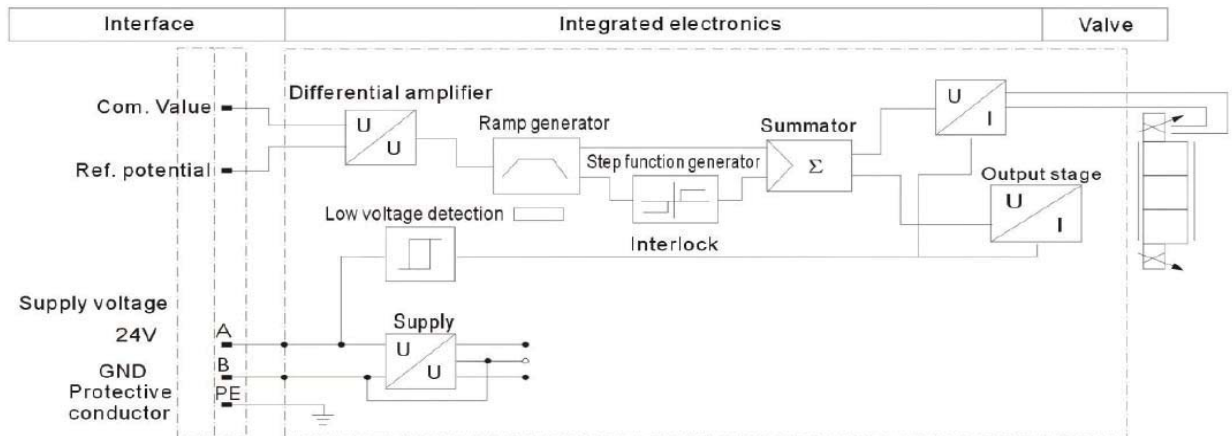 Interface
Integrated electronics
Valve
Com. Value
Ref. potential
Differential amplifier
U
U
Ramp generator
Step function generator
Summator
Σ
U
I
Output stage
U
I
Low voltage detection
Interlock
Supply voltage
24V
A
Supply
U
U
GND
B
Protective
conductor
PE